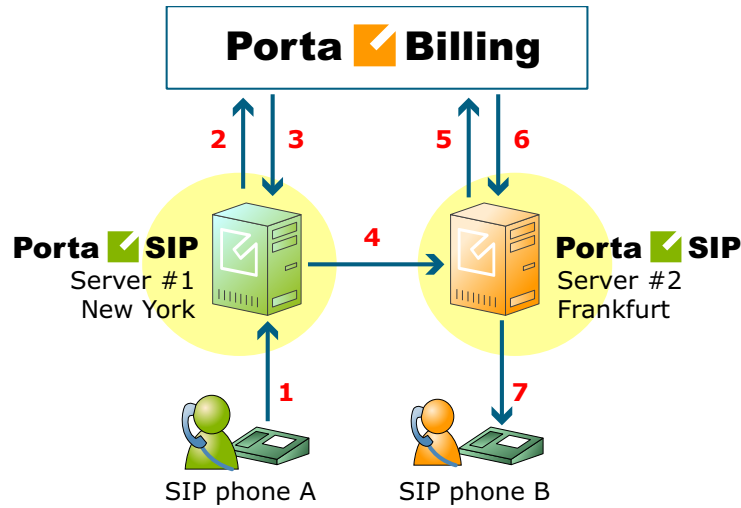 Porta Billing
2
3
5
6
Porta SIP
Server #1
New York
4
Porta SIP
Server #2
Frankfurt
1
7
SIP phone A
SIP phone B